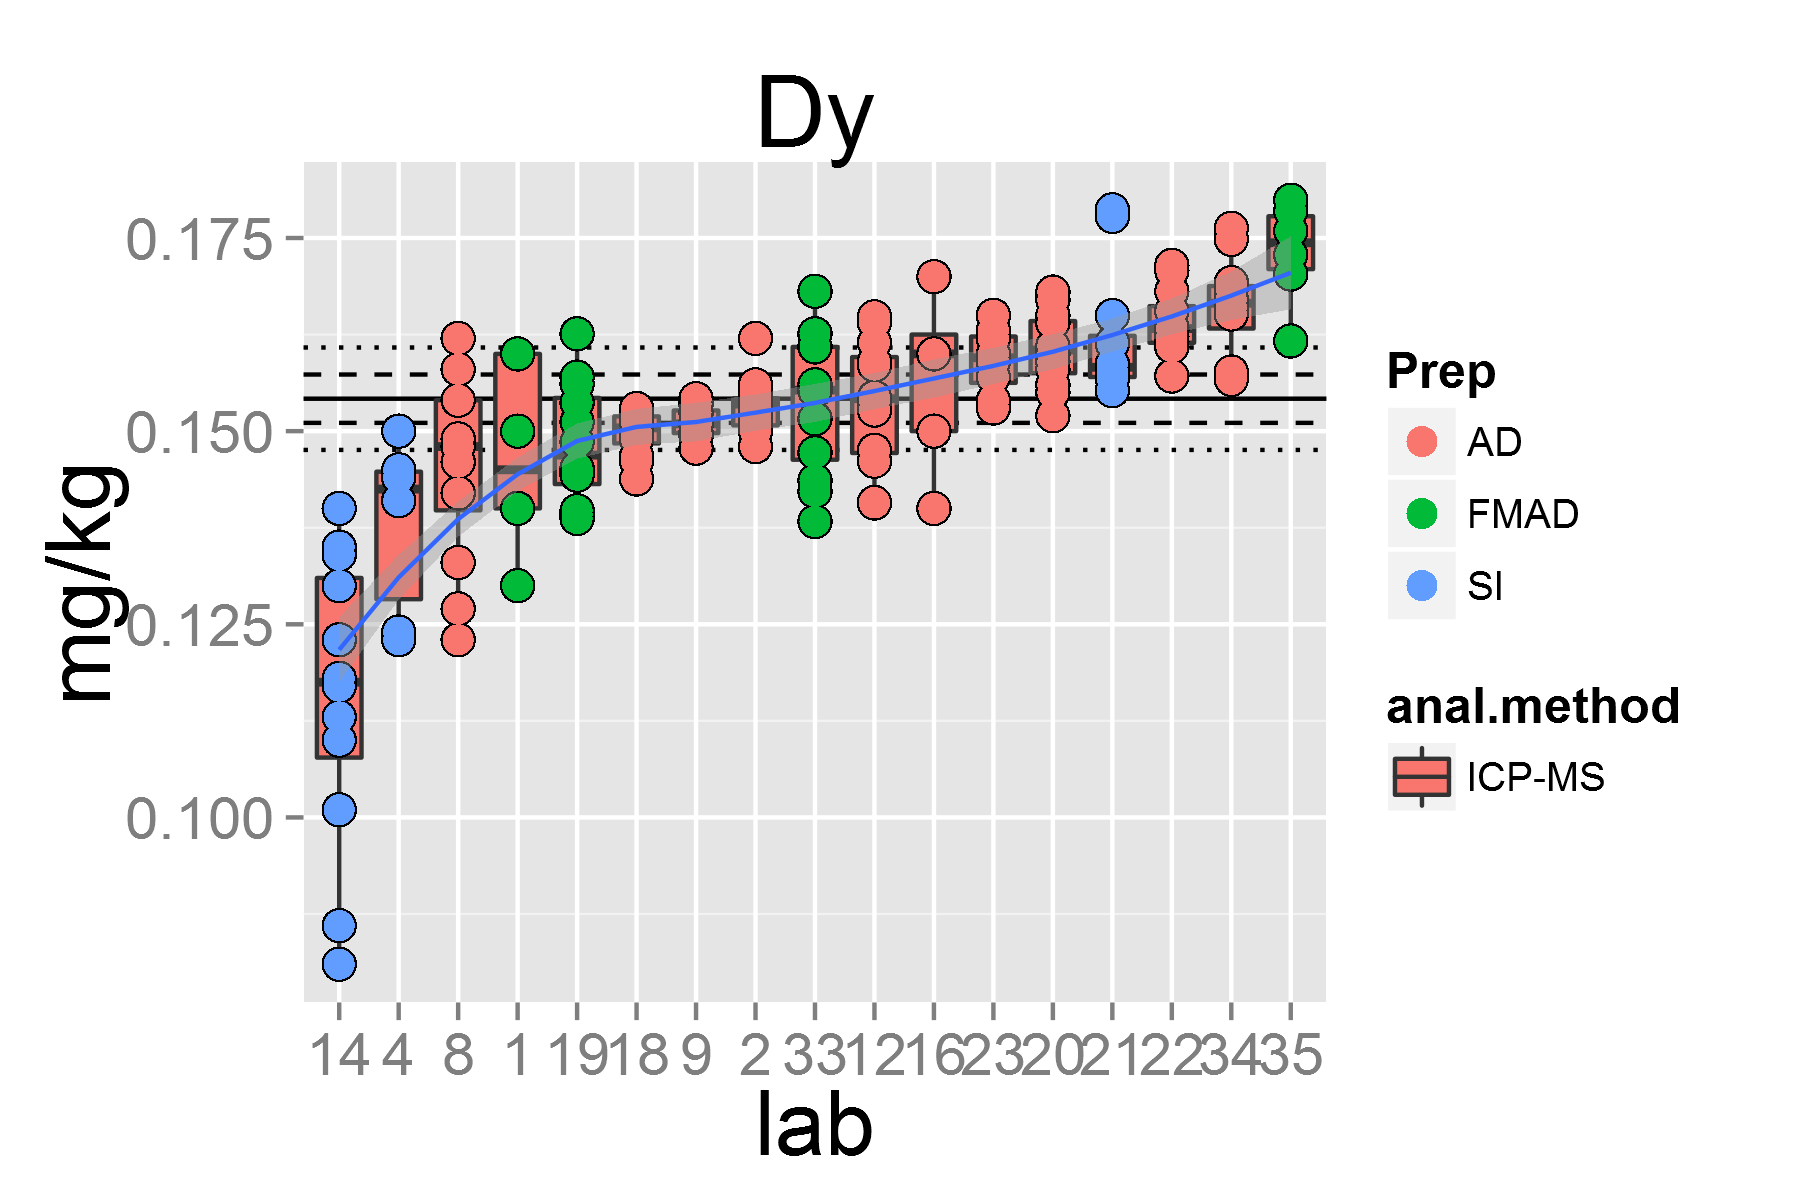 Dy
mg/kg
0.175
0.150
0.125
0.100
14 4 8 1 19 18 9 2 33 12 16 23 20 21 22 34 35
lab
Prep
AD
FMAD
SI
anal.method
ICP-MS